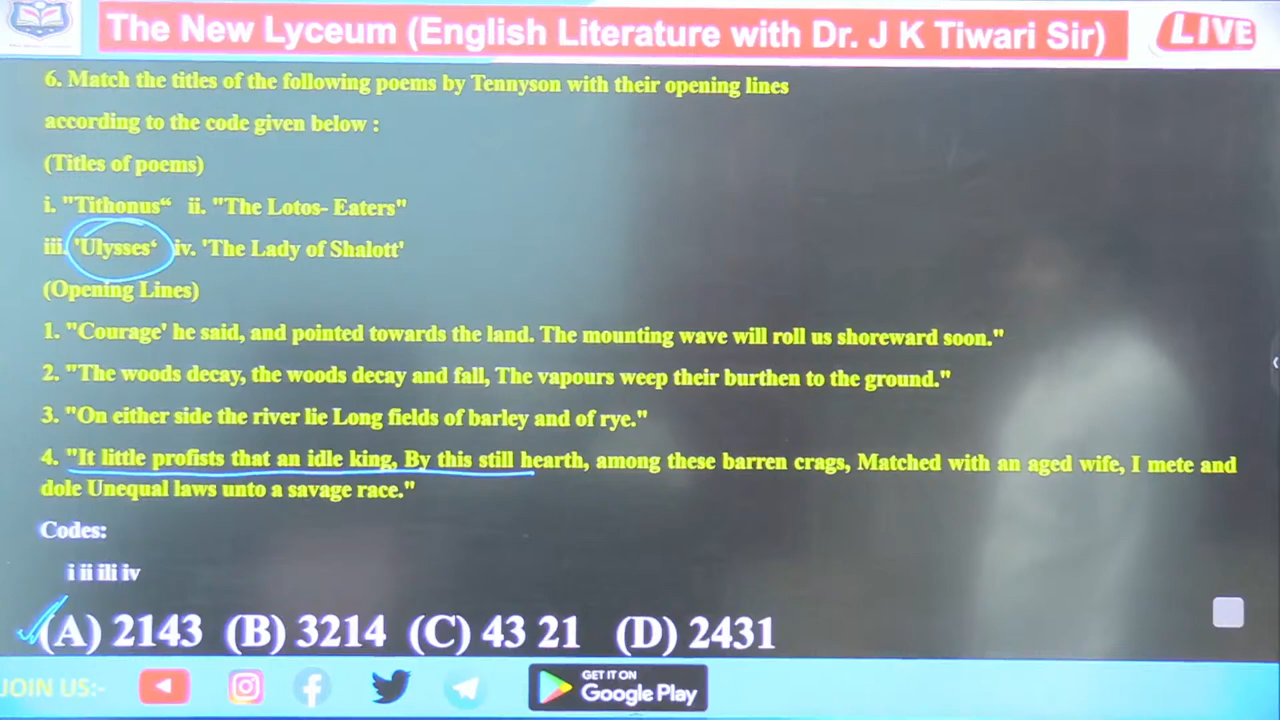 The New Lyceum (English Literature with Dr. J K Tiwari Sir)
LIVE
6. Match the titles of the following poems by Tennyson with their opening lines
according to the code given below :
(Titles of poems)
i. "Tithonus“ ii. "The Lotos- Eaters"
iii. 'Ulysses‘ iv. 'The Lady of Shalott'
(Opening Lines)
1. "Courage' he said, and pointed towards the land. The mounting wave will roll us shoreward soon."
2. "The woods decay, the woods decay and fall, The vapours weep their burthen to the ground."
3. "On either side the river lie Long fields of barley and of rye."
4. "It little profists that an idle king, By this still hearth, among these barren crags, Matched with an aged wife, I mete and
dole Unequal laws unto a savage race."
Codes:
i ii ili iv
(A) 2143 (B) 3214 (C) 43 21 (D) 2431
JOIN US:-
GET IT ON
Google Play